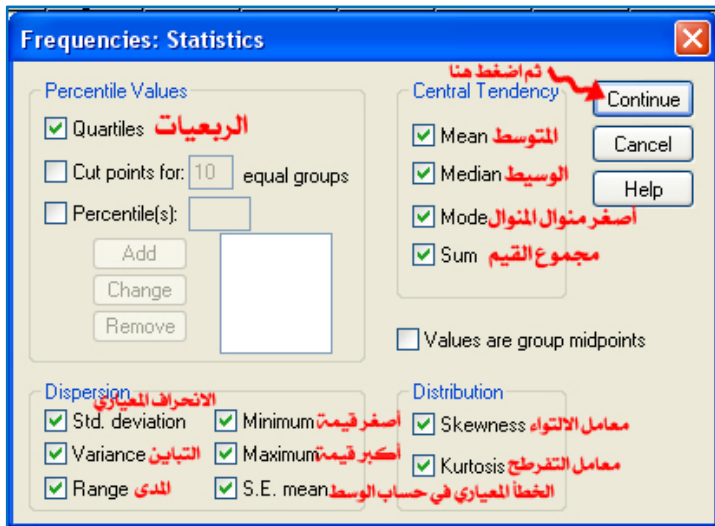 Frequencies: Statistics
ثم اضغط هنا
Percentile Values
Quartiles الربعيات
Cut points for: 10 equal groups
Percentile(s):
Add
Change
Remove
Central Tendency
Mean المتوسط
Median الوسيط
Mode أصغر منوال المنوال
Sum مجموع القيم
Continue
Cancel
Help
Values are group midpoints
Dispersion
الانحراف المعياري
Std. deviation
Minimum أصغر قيمة
Variance التباين
Maximum أكبر قيمة
Range المدى
S.E. mean الخطأ المعياري في حساب الوسط
Distribution
Skewness معامل الالتواء
Kurtosis معامل التفرطح